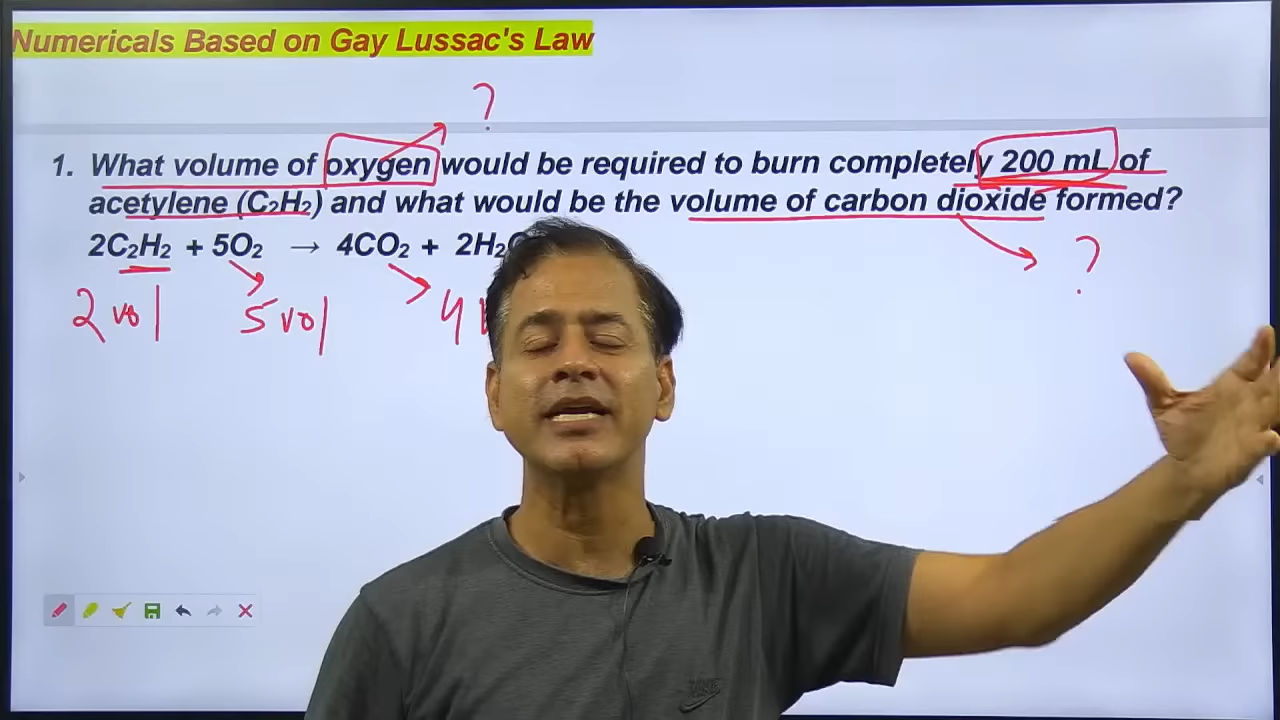 Numericals Based on Gay Lussac's Law
?
1. What volume of oxygen would be required to burn completely 200 mL of
acetylene (C₂H₂) and what would be the volume of carbon dioxide formed?
2C₂H₂ + 5O₂ → 4CO₂ + 2H₂
?
2 vol 5 vol 4